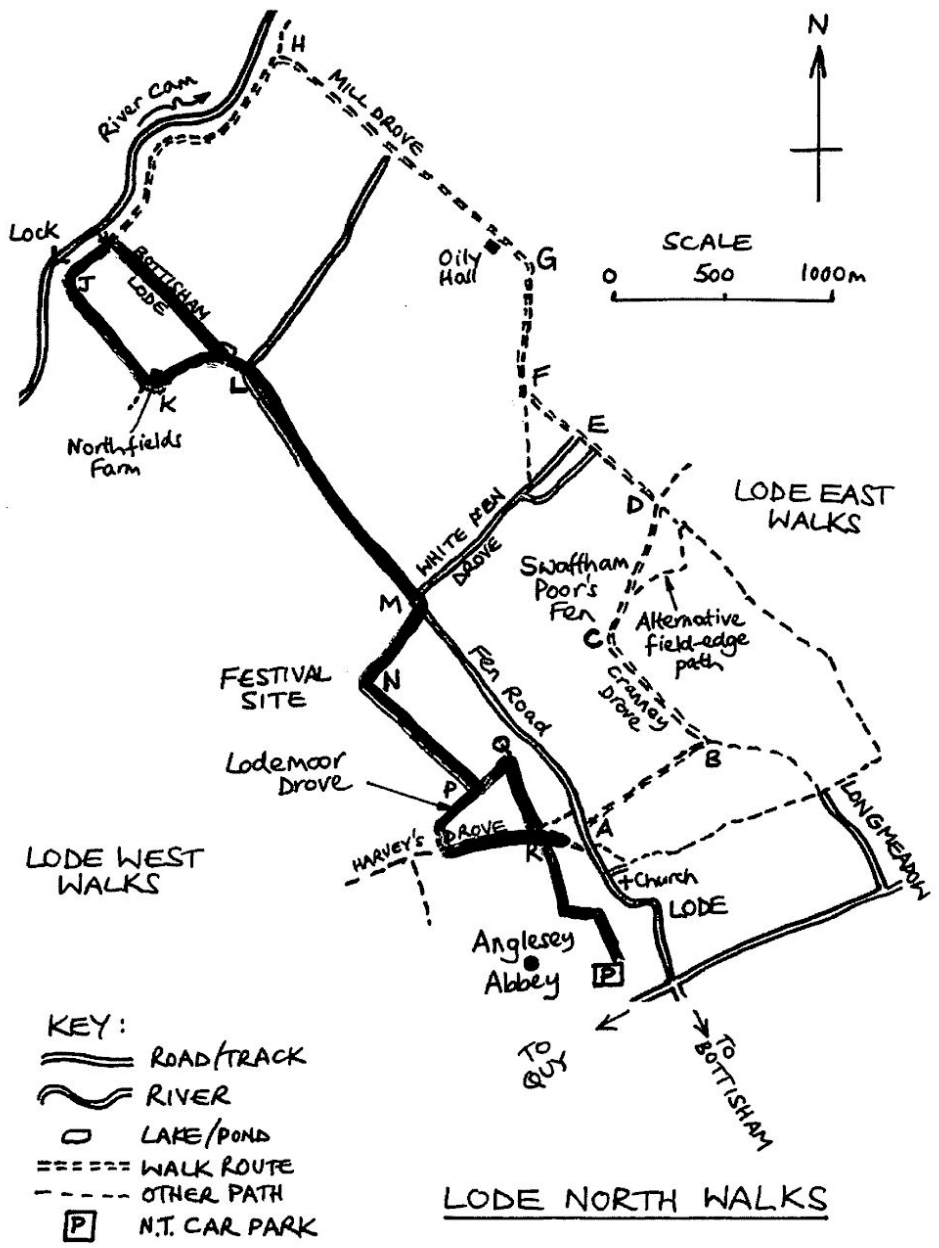 N
H
MILL DROVE
River Cam
LOCK
J
BOTTISHAM
LODE
Oily
Hall
G
SCALE
0 500 1000m
L
K
Northfields
Farm
F
E
D
LODE EAST
WALKS
WHITE FEN
DROVE
Swaffham
Poor's
Fen
C
Alternative
field-edge
path
Cranney
Drove
B
M
N
FESTIVAL
SITE
Fen Road
Lodemoor
Drove
P
Q
A
R
HARVEY'S DROVE
LONGMEADOW
LODE WEST
WALKS
Church
LODE
Anglesey
Abbey
P
TO
QUY
TO
BOTTISHAM
KEY:
ROAD/TRACK
RIVER
LAKE/POND
WALK ROUTE
OTHER PATH
P N.T. CAR PARK
LODE NORTH WALKS